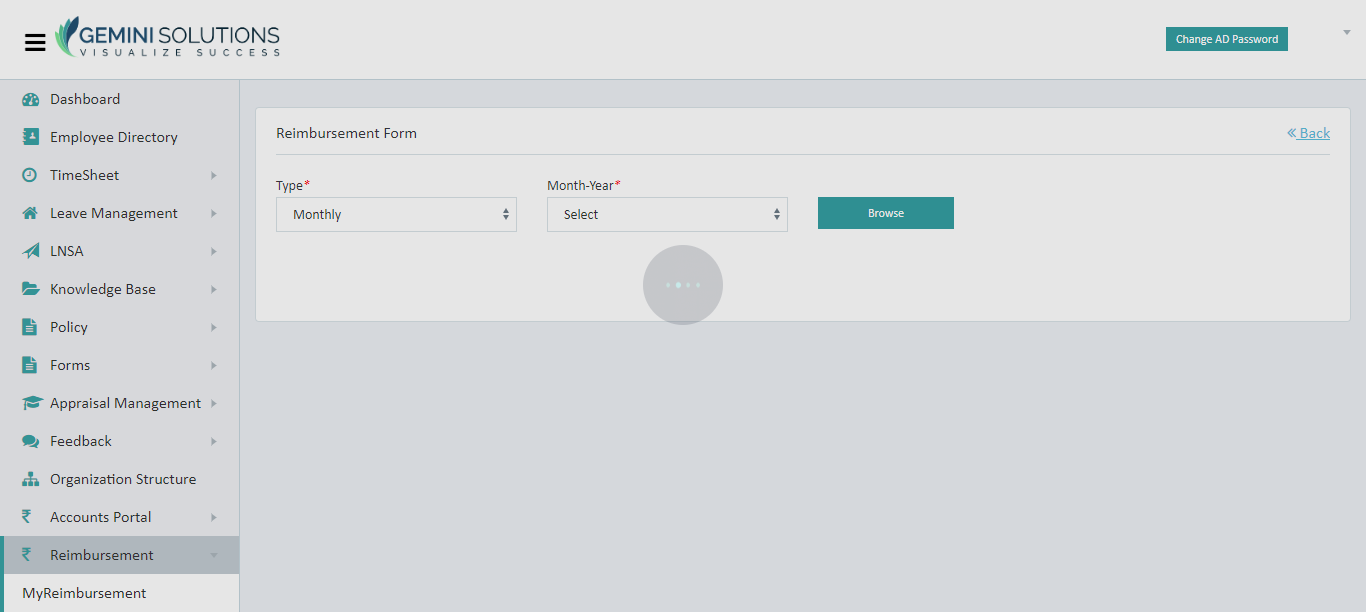 GEMINI SOLUTIONS
VISUALIZE SUCCESS
Change AD Password
Dashboard
Employee Directory
TimeSheet
Leave Management
LNSA
Knowledge Base
Policy
Forms
Appraisal Management
Feedback
Organization Structure
₹ Accounts Portal
₹ Reimbursement
MyReimbursement
Reimbursement Form
« Back
Type*
Month-Year*
Monthly
Select
Browse